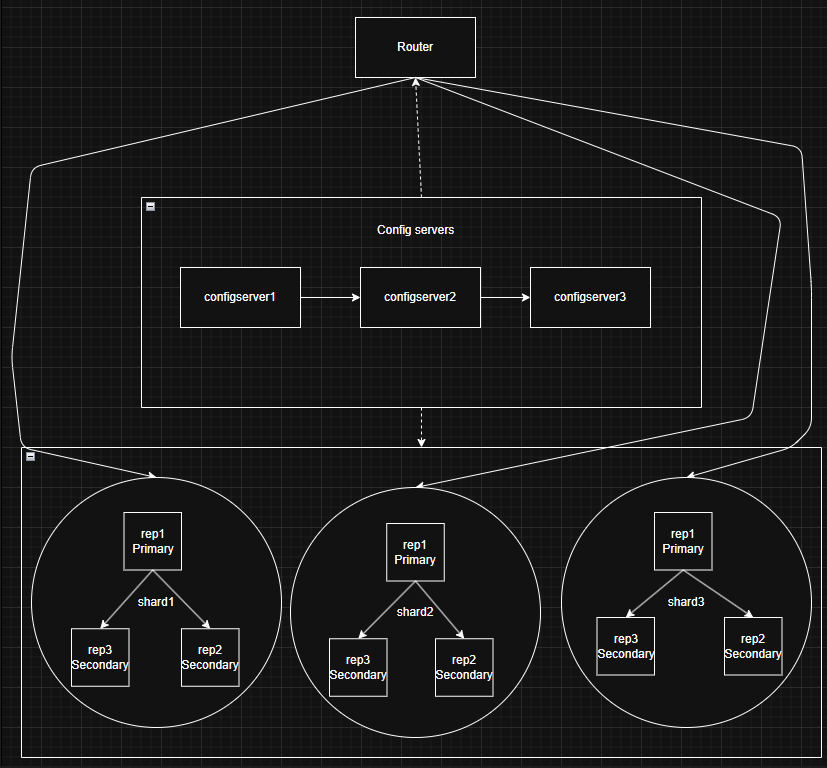 Router
Config servers
configserver1
configserver2
configserver3
rep1
Primary
shard1
rep3
Secondary
rep2
Secondary
rep1
Primary
shard2
rep3
Secondary
rep2
Secondary
rep1
Primary
shard3
rep3
Secondary
rep2
Secondary